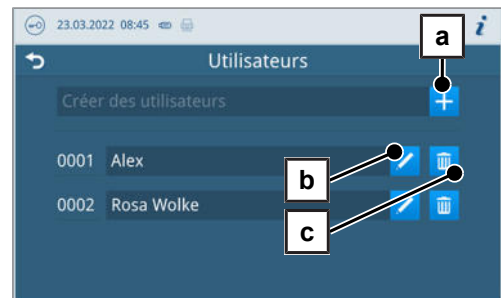 23.03.2022 08:45 i
a
Utilisateurs
Créer des utilisateurs
0001 Alex
b
0002 Rosa Wolke
c